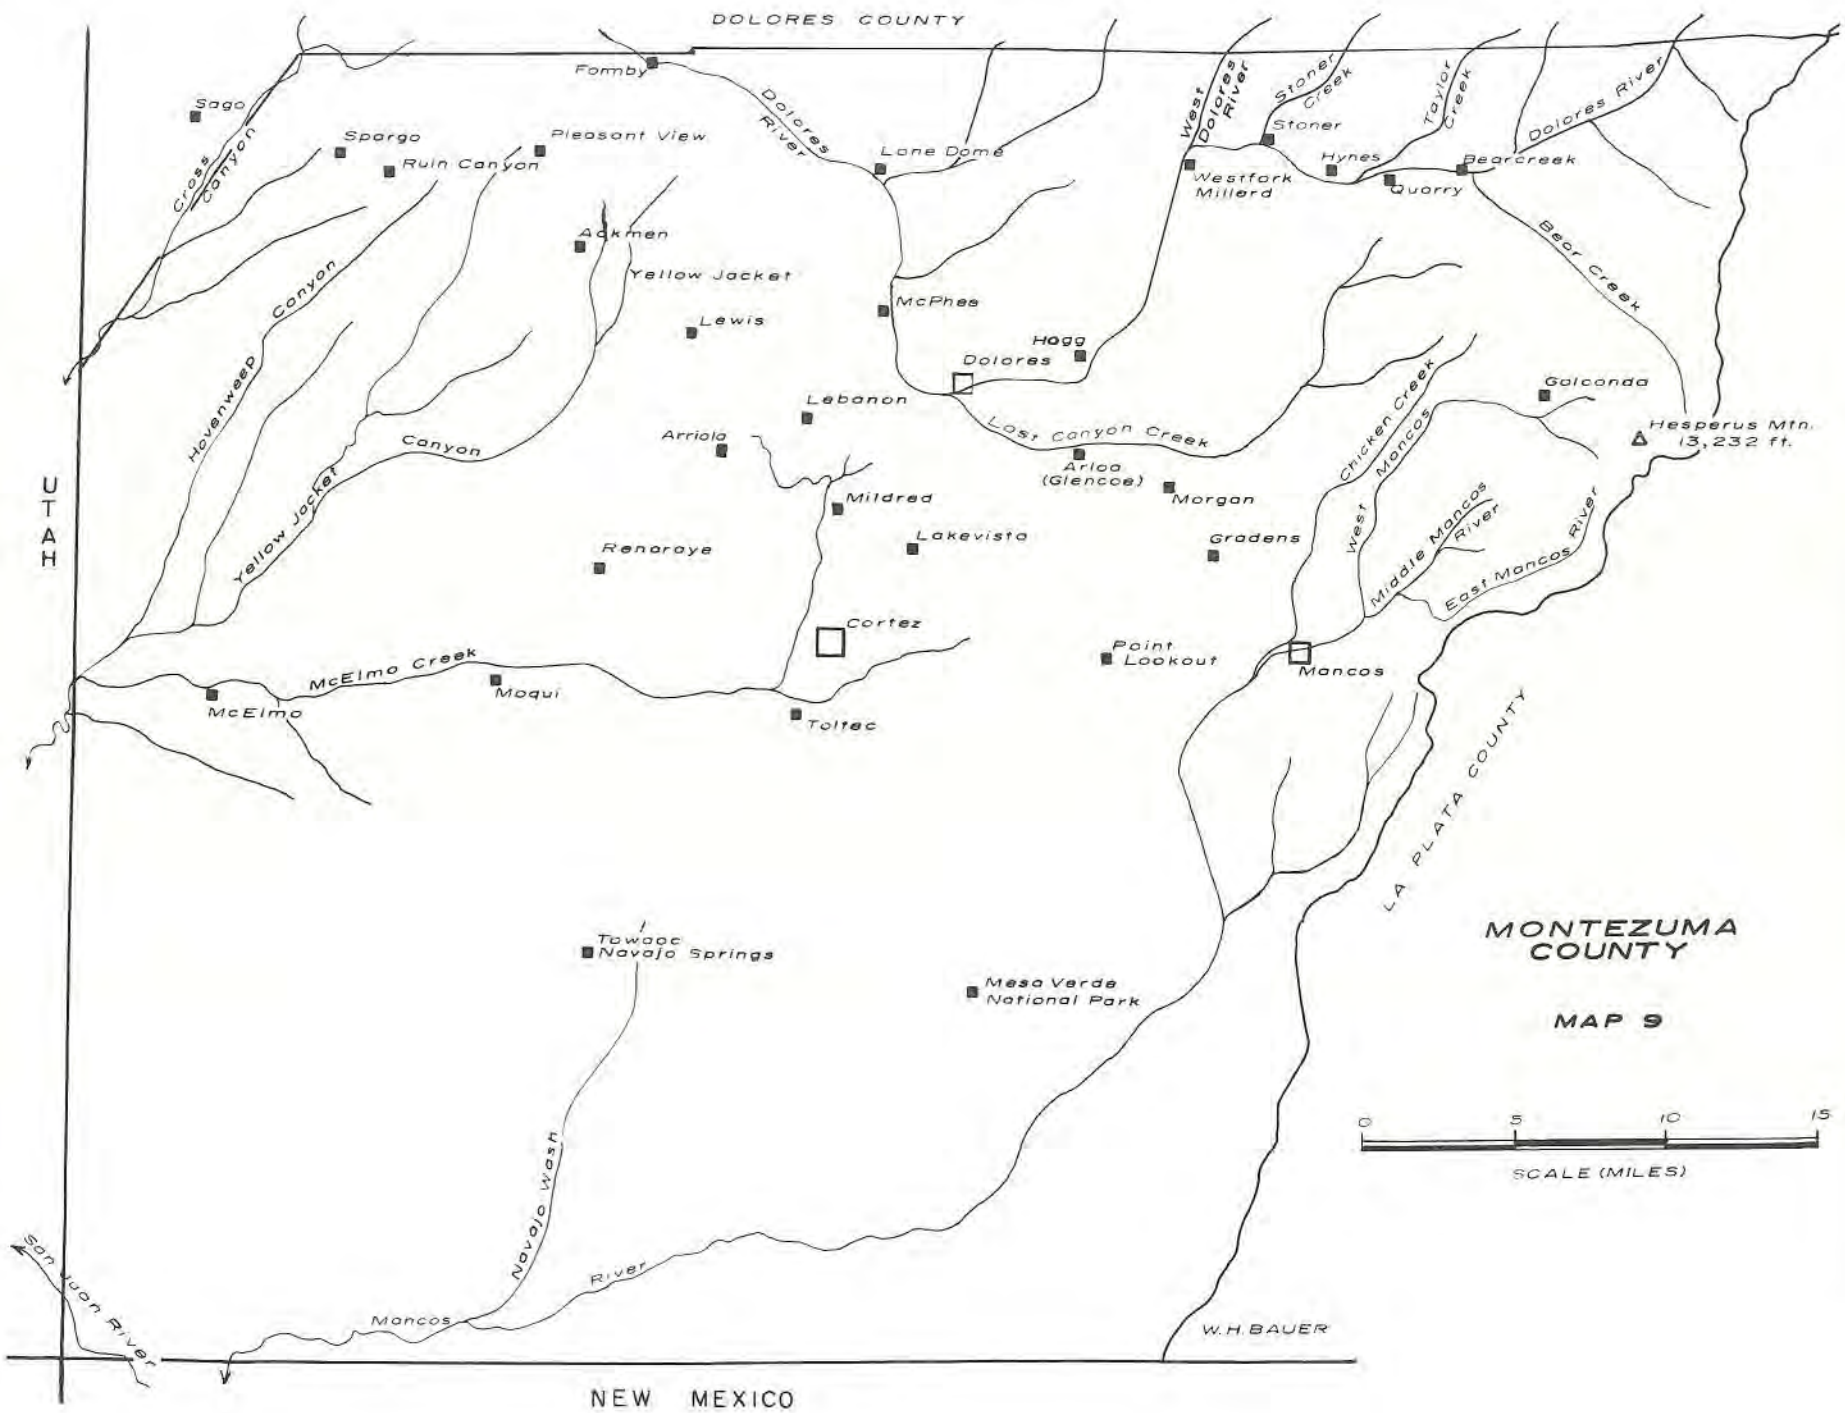 DOLORES COUNTY
Formby
Sago
Cross
Canyon
Spargo
Ruin Canyon
Pleasant View
Dolores
River
Lone Dome
West
Dolores
River
Stoner
Creek
Stoner
Taylor
Creek
Dolores River
Hynes
Bearcreek
Westfork
Millard
Quarry
Ackmen
Yellow Jacket
Bear Creek
Hovenweep Canyon
McPhee
Lewis
Hogg
Dolores
Lebanon
Arriola
Yellow Jacket Canyon
Lost Canyon Creek
Arloa
(Glencoe)
Chicken Creek
West Mancos
Golconda
Hesperus Mtn.
13,232 ft.
UTAH
Mildred
Morgan
Lakevista
Gradens
Middle Mancos
River
East Mancos River
Renaraye
Cortez
Point
Lookout
Mancos
McElmo Creek
McElmo
Moqui
Toltec
LA PLATA COUNTY
Towaoc
Navajo Springs
Mesa Verde
National Park
MONTEZUMA
COUNTY
MAP 9
0 5 10 15
SCALE (MILES)
Navajo Wash
San Juan River
Mancos River
W.H. BAUER
NEW MEXICO